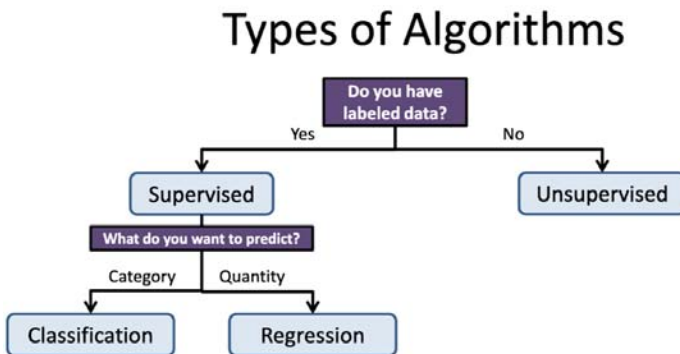 Types of Algorithms
Do you have
labeled data?
Yes
No
Supervised
Unsupervised
What do you want to predict?
Category
Quantity
Classification
Regression